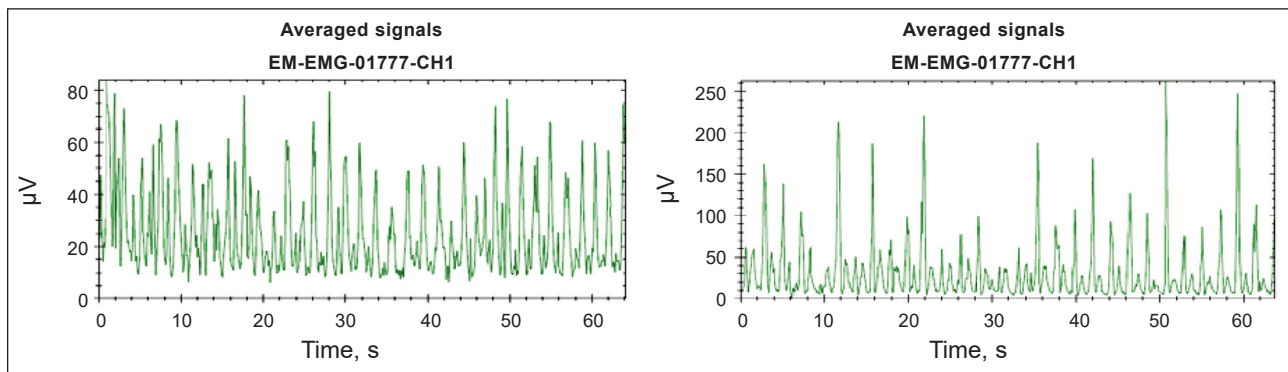 Averaged signals
EM-EMG-01777-CH1
80
60
40
20
0
µV
0 10 20 30 40 50 60
Time, s
Averaged signals
EM-EMG-01777-CH1
250
200
150
100
50
0
µV
0 10 20 30 40 50 60
Time, s